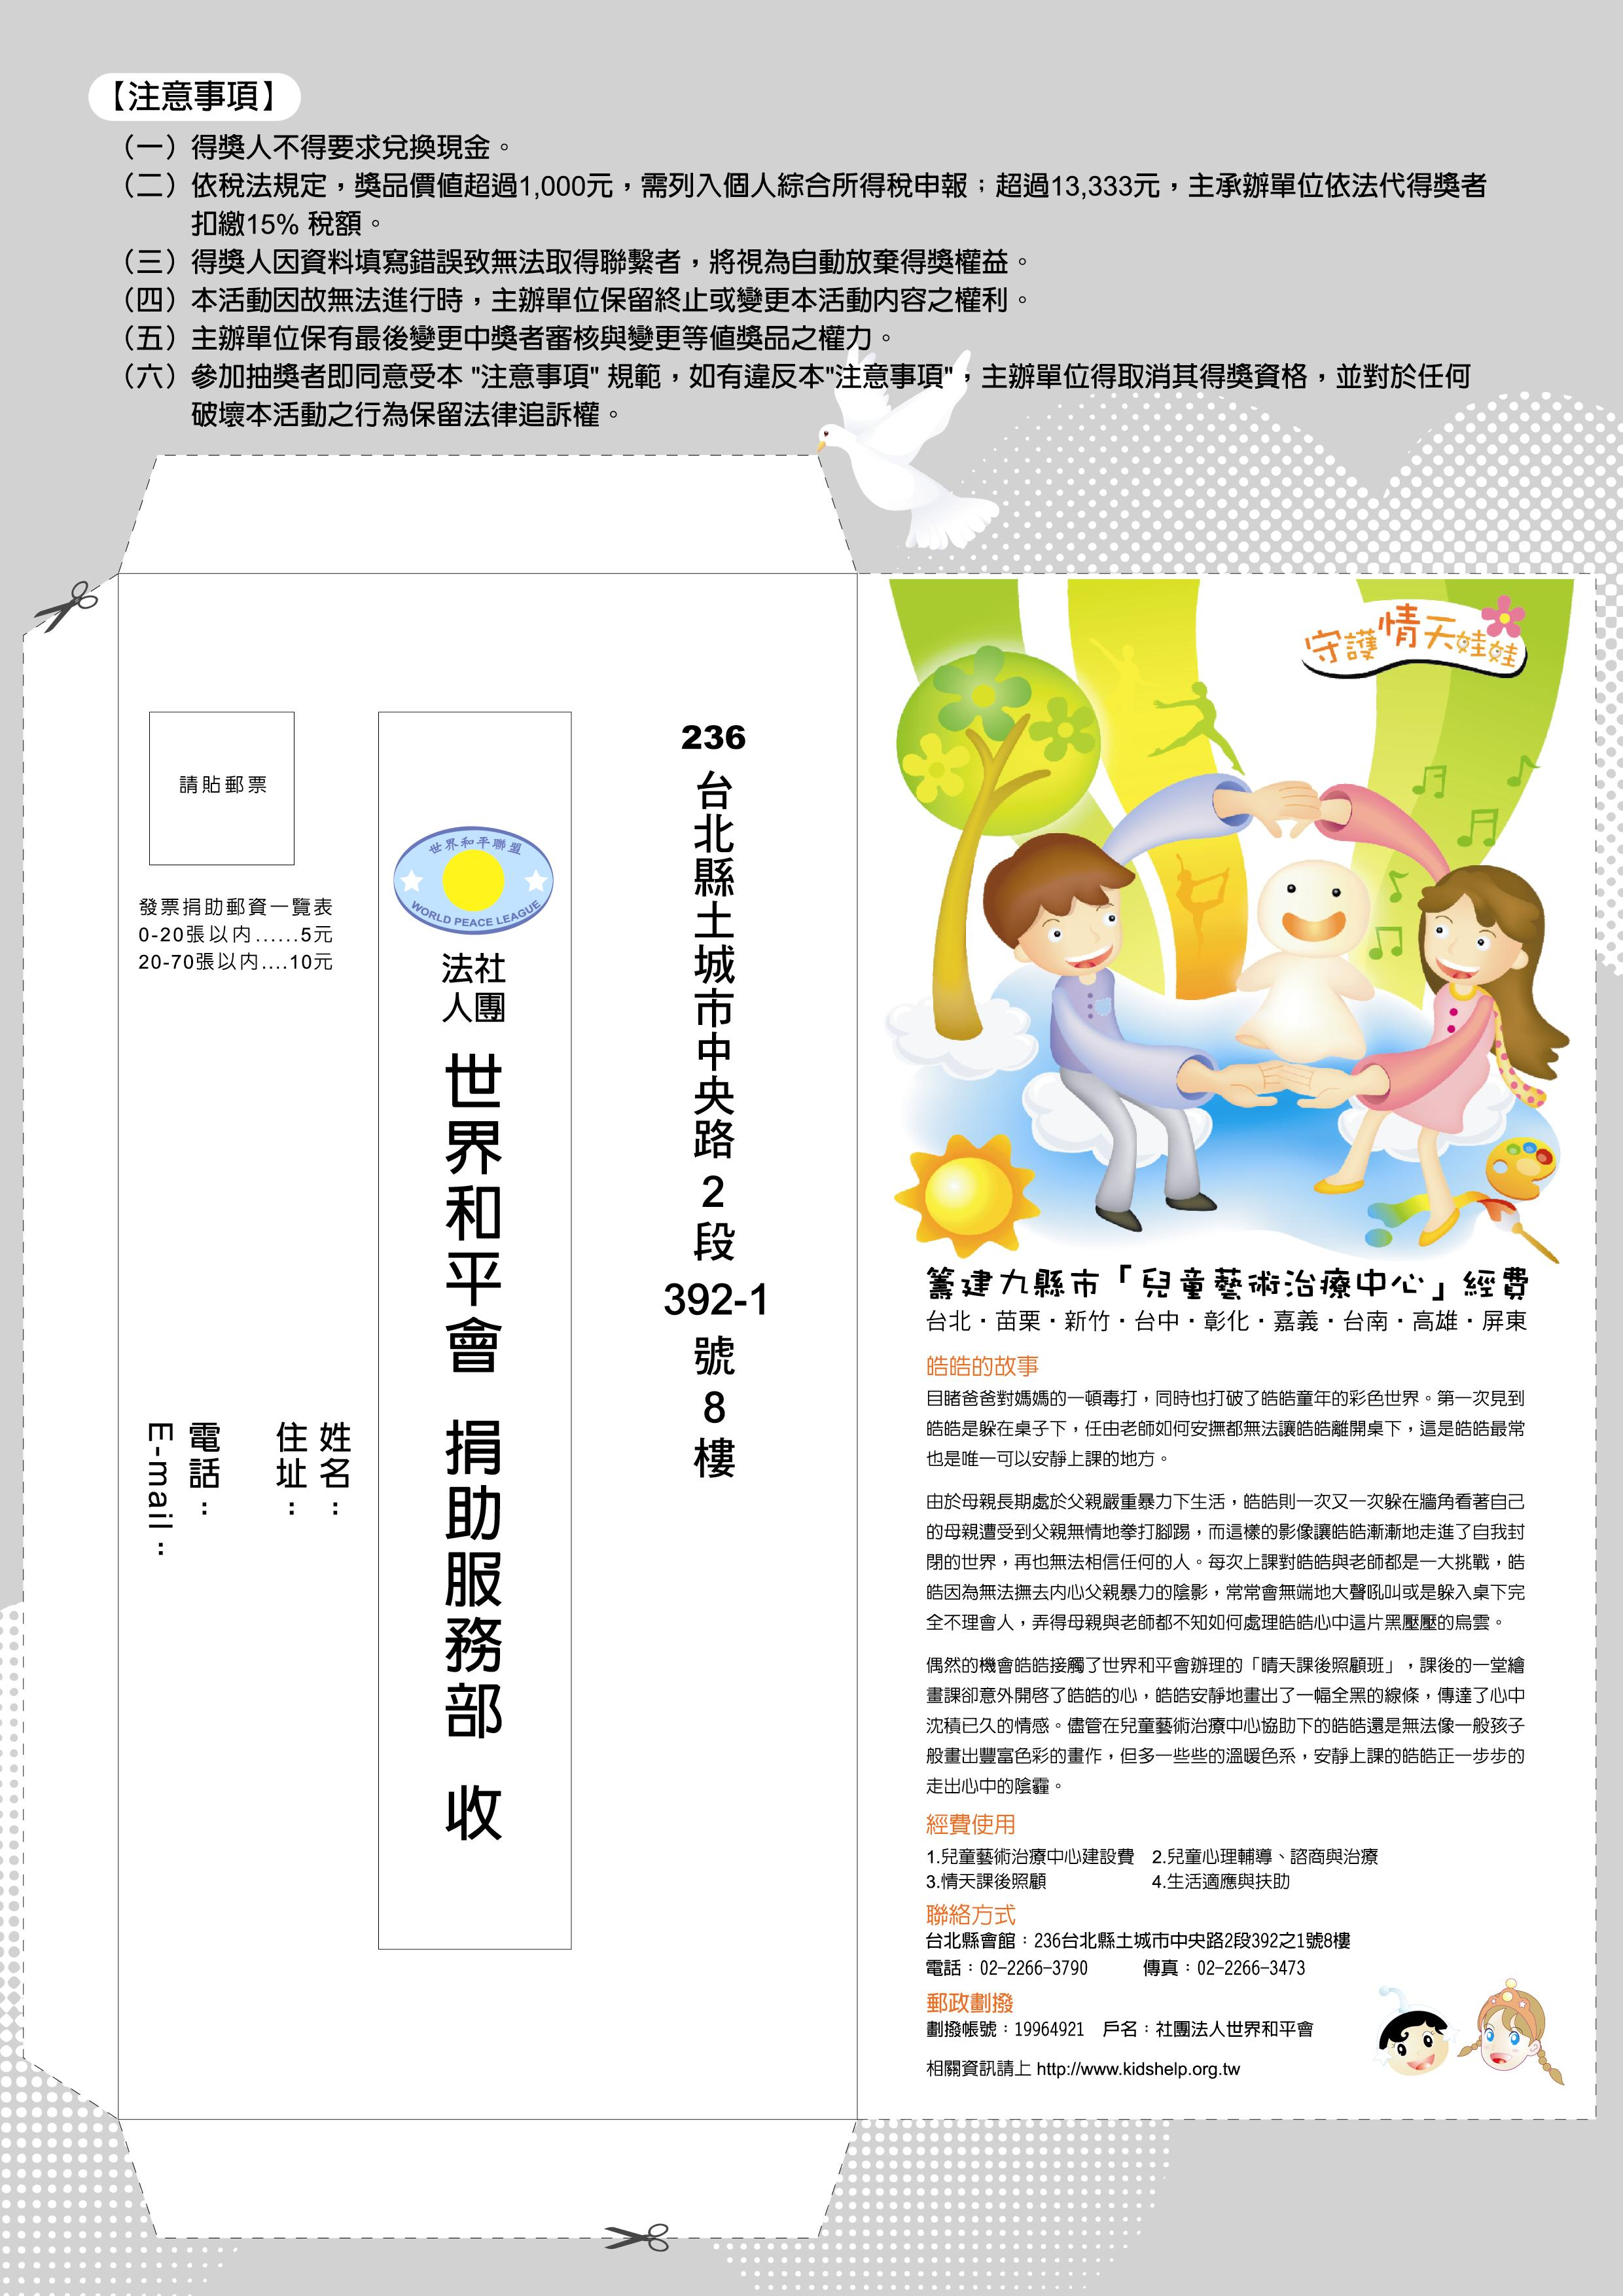 【注意事項】
（一）得獎人不得要求兌換現金。
（二）依稅法規定，獎品價值超過1,000元，需列入個人綜合所得稅申報；超過13,333元，主承辦單位依法代得獎者
扣繳15% 稅額。
（三）得獎人因資料填寫錯誤致無法取得聯繫者，將視為自動放棄得獎權益。
（四）本活動因故無法進行時，主辦單位保留終止或變更本活動內容之權利。
（五）主辦單位保有最後變更中獎者審核與變更等值獎品之權力。
（六）參加抽獎者即同意受本 "注意事項" 規範，如有違反本"注意事項"，主辦單位得取消其得獎資格，並對於任何
破壞本活動之行為保留法律追訴權。
236
台北縣土城市中央路2段392-1號8樓
世界和平聯盟
WORLD PEACE LEAGUE
社團
法人
世界和平會 捐助服務部 收
請貼郵票
發票捐助郵資一覽表
0-20張以內......5元
20-70張以內....10元
姓名：
住址：
電話：
E-mail：
守護情天娃娃
籌建九縣市「兒童藝術治療中心」經費
台北・苗栗・新竹・台中・彰化・嘉義・台南・高雄・屏東
皓皓的故事
目睹爸爸對媽媽的一頓毒打，同時也打破了皓皓童年的彩色世界。第一次見到
皓皓是躲在桌子下，任由老師如何安撫都無法讓皓皓離開桌下，這是皓皓最常
也是唯一可以安靜上課的地方。
由於母親長期處於父親嚴重暴力下生活，皓皓則一次又一次躲在牆角看著自己
的母親遭受到父親無情地拳打腳踢，而這樣的影像讓皓皓漸漸地走進了自我封
閉的世界，再也無法相信任何的人。每次上課對皓皓與老師都是一大挑戰，皓
皓因為無法撫去內心父親暴力的陰影，常常會無端地大聲吼叫或是躲入桌下完
全不理會人，弄得母親與老師都不知如何處理皓皓心中這片黑壓壓的烏雲。
偶然的機會皓皓接觸了世界和平會辦理的「晴天課後照顧班」，課後的一堂繪
畫課卻意外開啓了皓皓的心，皓皓安靜地畫出了一幅全黑的線條，傳達了心中
沈積已久的情感。儘管在兒童藝術治療中心協助下的皓皓還是無法像一般孩子
般畫出豐富色彩的畫作，但多一些些的溫暖色系，安靜上課的皓皓正一步步的
走出心中的陰霾。
經費使用
1.兒童藝術治療中心建設費 2.兒童心理輔導、諮商與治療
3.情天課後照顧 4.生活適應與扶助
聯絡方式
台北縣會館：236台北縣土城市中央路2段392之1號8樓
電話：02-2266-3790 傳真：02-2266-3473
郵政劃撥
劃撥帳號：19964921 戶名：社團法人世界和平會
相關資訊請上 http://www.kidshelp.org.tw